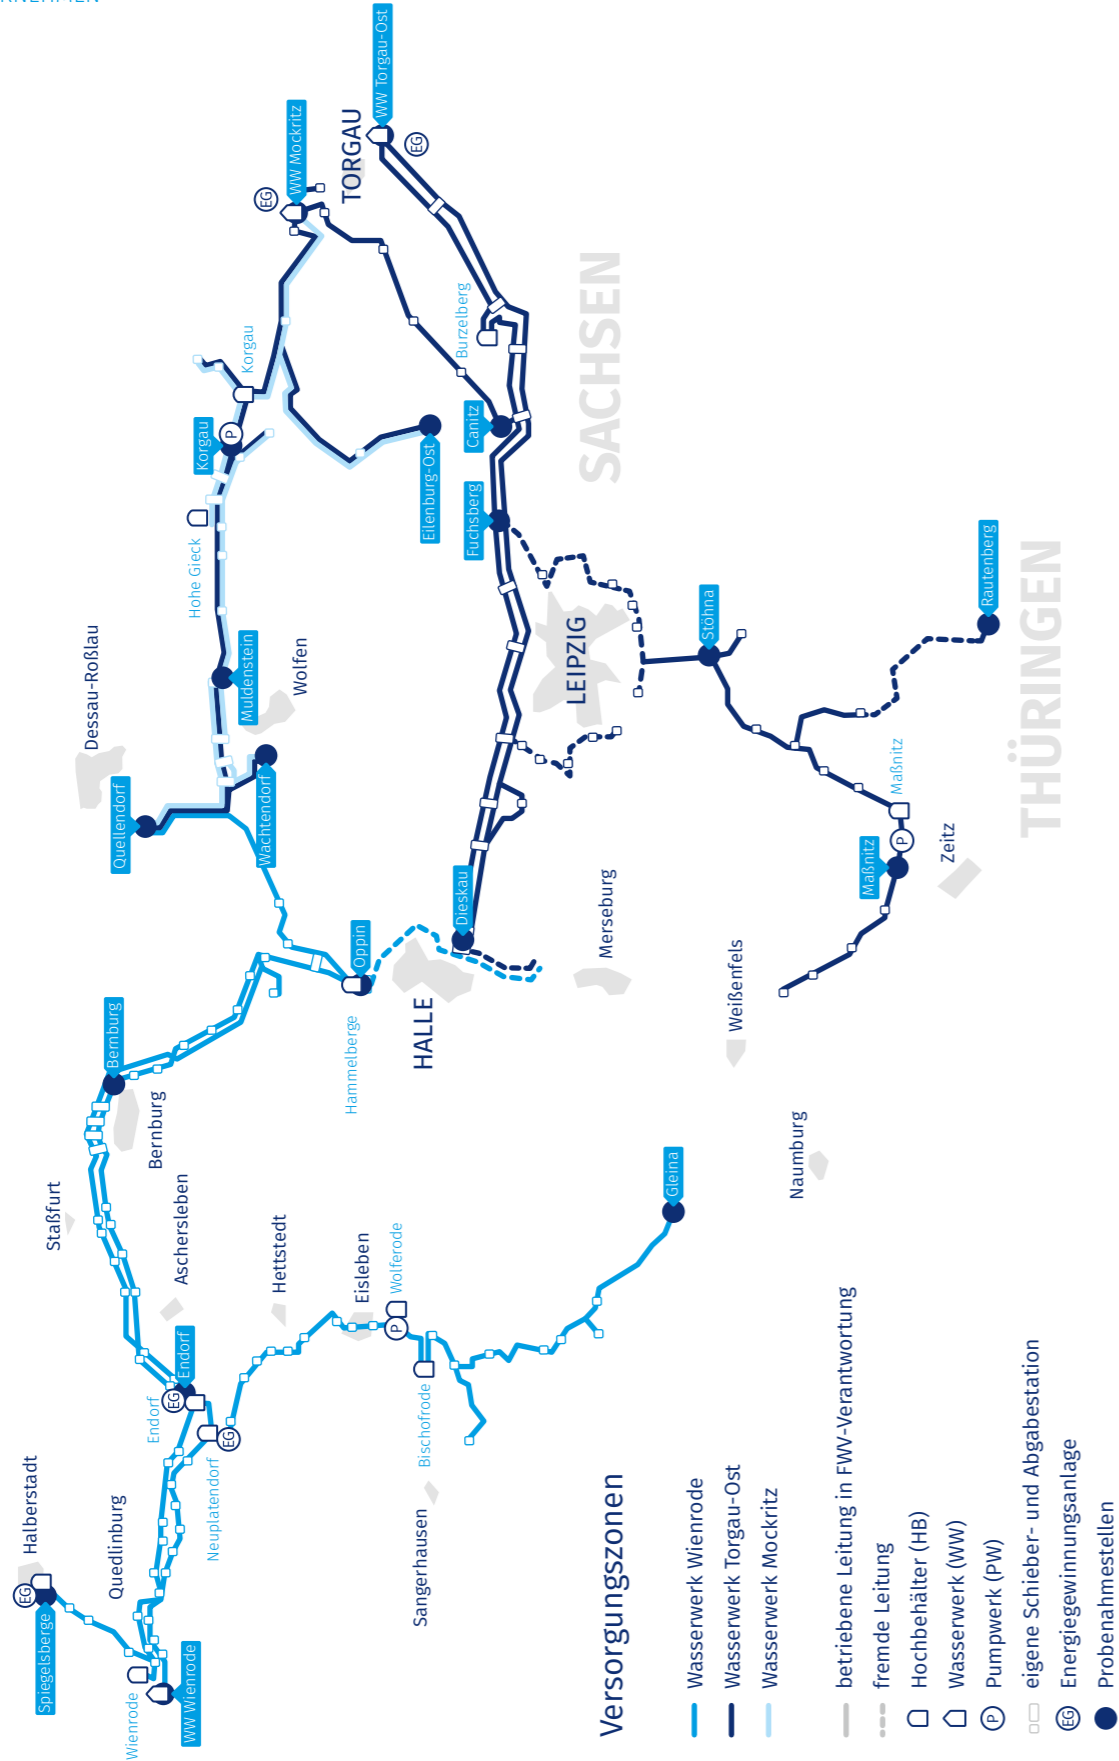 Halberstadt
EG
Spiegelsberge
Wienrode
WW Wienrode
Quedlinburg
Neuplatendorf
EG
Endorf
EG
Endorf
Staßfurt
Aschersleben
Bernburg
Bernburg
Hettstedt
Eisleben
Wolferode
P
Bischofrode
Sangerhausen
Gleina
Naumburg
Weißenfels
Merseburg
HALLE
Hammelberge
Oppin
Dieskau
Quellendorf
Wachtendorf
Dessau-Roßlau
Wolfen
Muldenstein
Hohe Gieck
Korgau
P
Korgau
Eilenburg-Ost
Canitz
Fuchsberg
Burzelberg
EG
WW Mockritz
TORGAU
WW Torgau-Ost
EG
SACHSEN
LEIPZIG
Stöhna
Rautenberg
THÜRINGEN
Maßnitz
P
Maßnitz
Zeitz
Versorgungszonen
Wasserwerk Wienrode
Wasserwerk Torgau-Ost
Wasserwerk Mockritz
betriebene Leitung in FWV-Verantwortung
fremde Leitung
Hochbehälter (HB)
Wasserwerk (WW)
P Pumpwerk (PW)
eigene Schieber- und Abgabestation
EG Energiegewinnungsanlage
Probenahmestellen